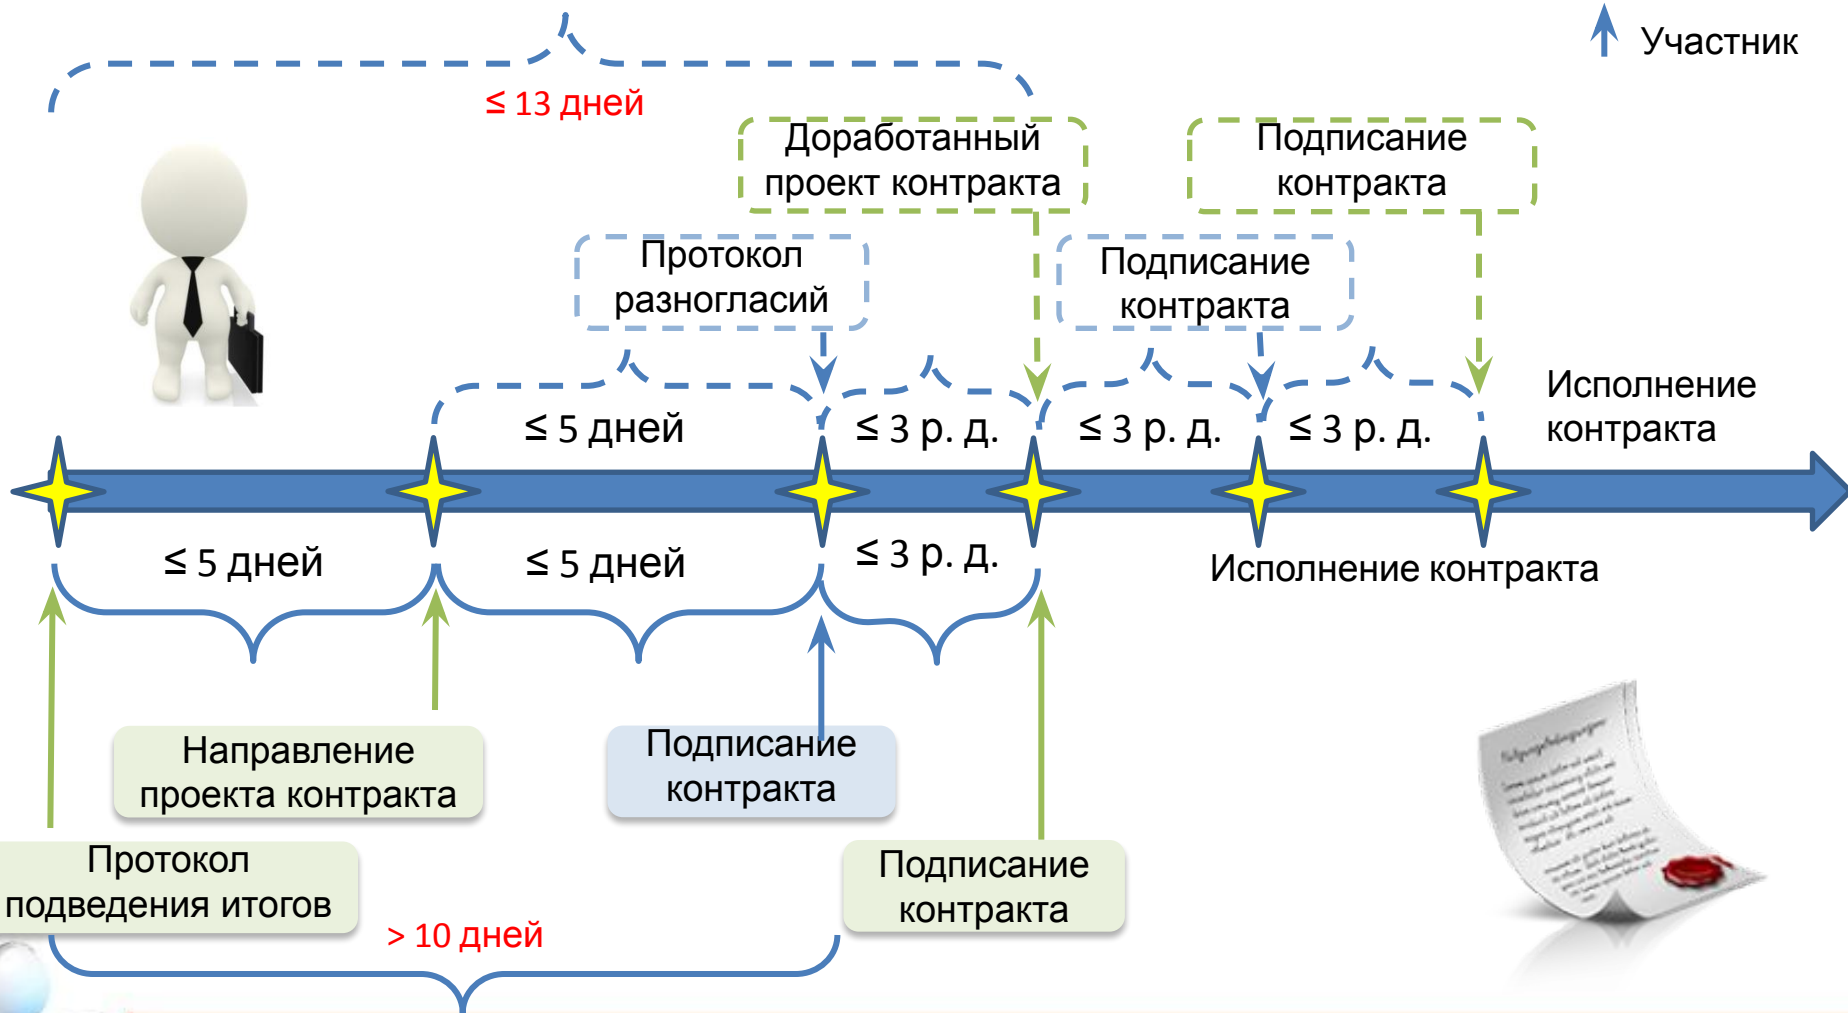 Участник
≤ 13 дней
Доработанный
проект контракта
Подписание
контракта
Протокол
разногласий
Подписание
контракта
≤ 5 дней
≤ 3 р. д.
≤ 3 р. д.
≤ 3 р. д.
Исполнение
контракта
≤ 5 дней
≤ 5 дней
≤ 3 р. д.
Исполнение контракта
Направление
проекта контракта
Подписание
контракта
Протокол
подведения итогов
Подписание
контракта
> 10 дней